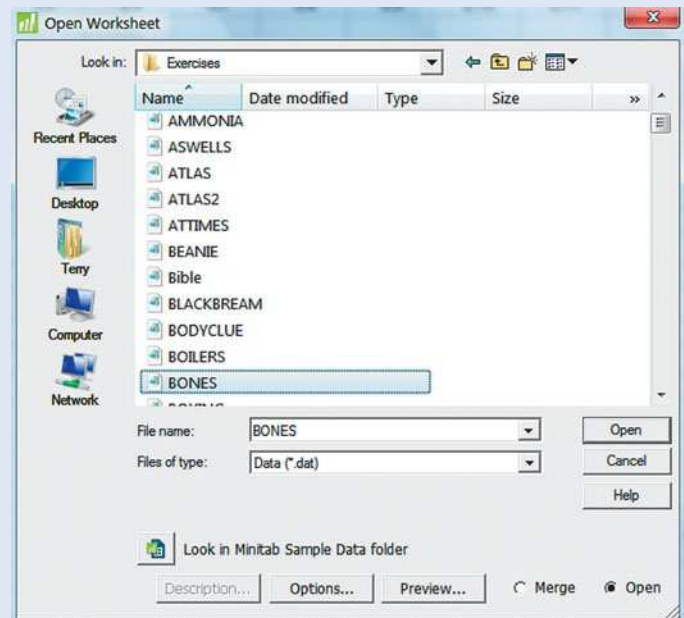 Open Worksheet
Look in: Exercises
Name Date modified Type Size »
Recent Places
Desktop
Terry
Computer
Network
AMMONIA
ASWELLS
ATLAS
ATLAS2
ATTIMES
BEANIE
Bible
BLACKBREAM
BODYCLUE
BOILERS
BONES
File name: BONES Open
Files of type: Data (*.dat) Cancel
Help
Look in Minitab Sample Data folder
Description... Options... Preview... Merge Open